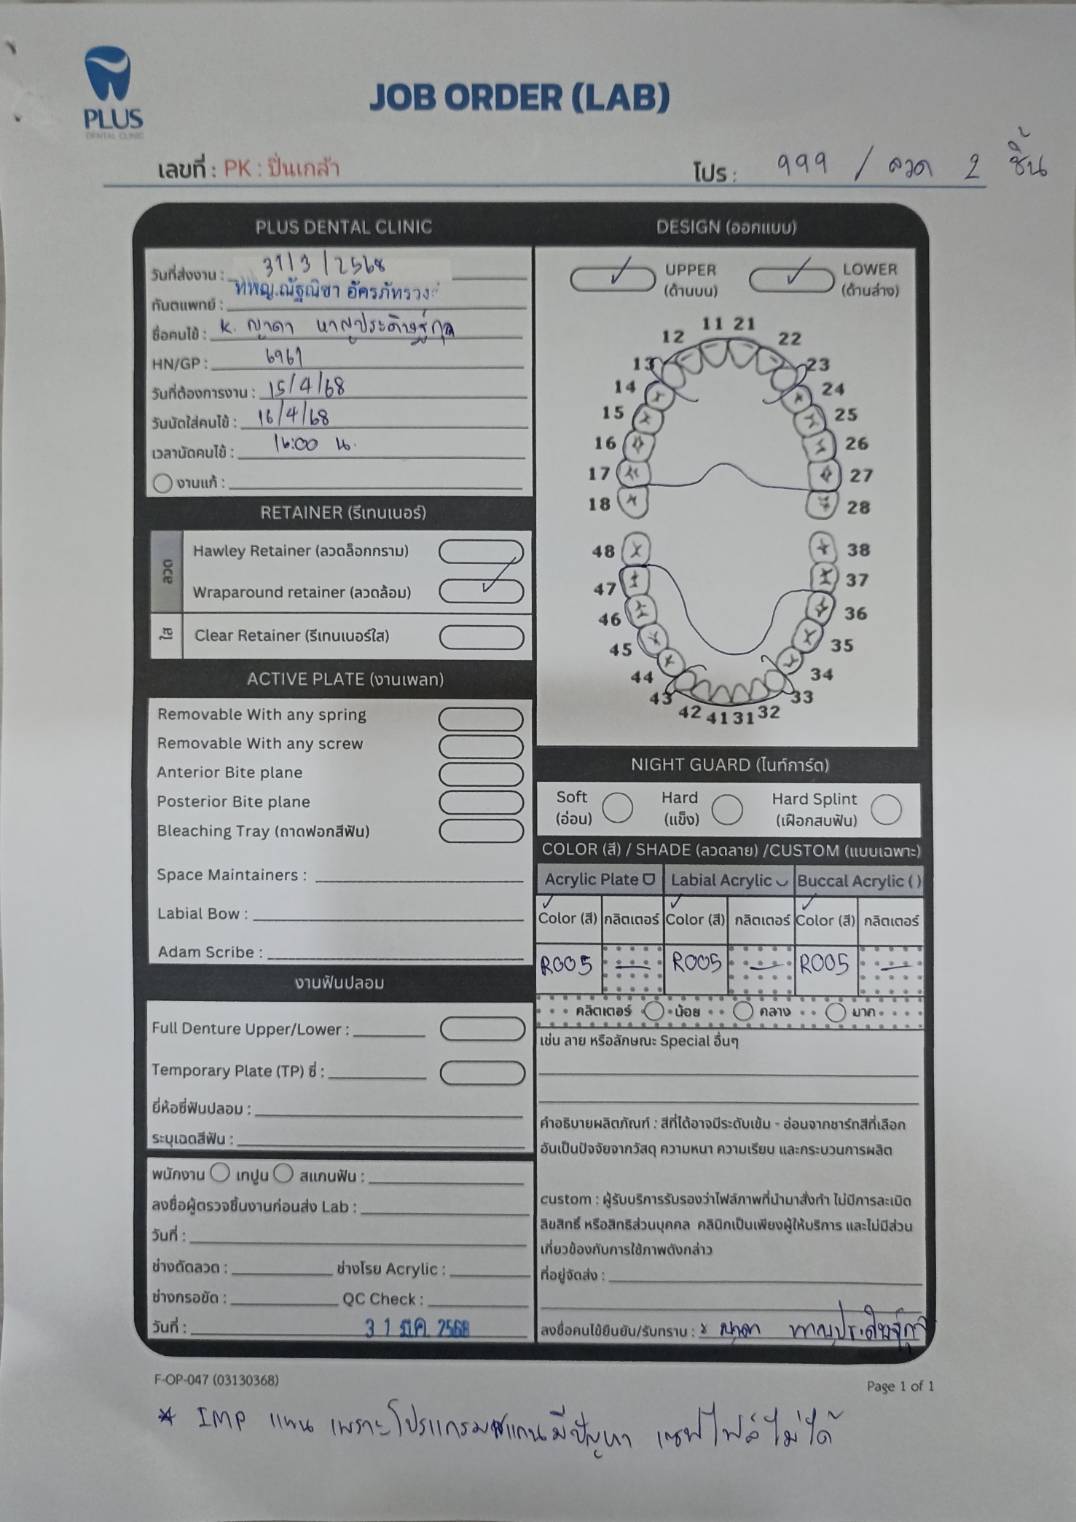 PLUS
DENTAL CLINIC
JOB ORDER (LAB)
เลขที่ : PK : ปิ่นเกล้า
โปร : 999 / ลวด 2 ชิ้น
PLUS DENTAL CLINIC
วันที่ส่งงาน : 31/3/2568
ทันตแพทย์ : ทพญ.ณัฐณิชา อัครภัทรวงศ์
ชื่อคนไข้ : K. ญาดา หาญประดิษฐ์กุล
HN/GP : 6961
วันที่ต้องการงาน : 15/4/68
วันนัดใส่คนไข้ : 16/4/68
เวลานัดคนไข้ : 16:00 น.
งานแก้ :
RETAINER (รีเทนเนอร์)
ลวด
Hawley Retainer (ลวดล็อกกราม)
Wraparound retainer (ลวดล้อม)
ใส
Clear Retainer (รีเทนเนอร์ใส)
ACTIVE PLATE (งานเพลท)
Removable With any spring
Removable With any screw
Anterior Bite plane
Posterior Bite plane
Bleaching Tray (ถาดฟอกสีฟัน)
Space Maintainers :
Labial Bow :
Adam Scribe :
งานฟันปลอม
Full Denture Upper/Lower :
Temporary Plate (TP) ซี่ :
ยี่ห้อซี่ฟันปลอม :
ระบุเฉดสีฟัน :
พนักงาน เทปูน สแกนฟัน :
ลงชื่อผู้ตรวจชิ้นงานก่อนส่ง Lab :
วันที่ :
ช่างดัดลวด : ช่างโรย Acrylic :
ช่างกรอขัด : QC Check :
วันที่ : 31 มี.ค. 2568
DESIGN (ออกแบบ)
UPPER
(ด้านบน)
LOWER
(ด้านล่าง)
11 21
12 22
13 23
14 24
15 25
16 26
17 27
18 28
48 38
47 37
46 36
45 35
44 34
43 33
42 41 31 32
NIGHT GUARD (ไนท์การ์ด)
Soft
(อ่อน)
Hard
(แข็ง)
Hard Splint
(เฝือกสบฟัน)
COLOR (สี) / SHADE (ลวดลาย) /CUSTOM (แบบเฉพาะ)
Acrylic Plate Labial Acrylic Buccal Acrylic ( )
Color (สี) กลิตเตอร์ Color (สี) กลิตเตอร์ Color (สี) กลิตเตอร์
R005 — R005 — R005 —
กลิตเตอร์ น้อย กลาง มาก
เช่น ลาย หรือลักษณะ Special อื่นๆ
คำอธิบายผลิตภัณฑ์ : สีที่ได้อาจมีระดับเข้ม - อ่อนจากชาร์ทสีที่เลือก
อันเป็นปัจจัยจากวัสดุ ความหนา ความเรียบ และกระบวนการผลิต
custom : ผู้รับบริการรับรองว่าไฟล์ภาพที่นำมาสั่งทำ ไม่มีการละเมิด
ลิขสิทธิ์ หรือสิทธิส่วนบุคคล คลินิกเป็นเพียงผู้ให้บริการ และไม่มีส่วน
เกี่ยวข้องกับการใช้ภาพดังกล่าว
ที่อยู่จัดส่ง :
ลงชื่อคนไข้ยืนยัน/รับทราบ : x ญาดา หาญประดิษฐ์กุล
F-OP-047 (03130368)
Page 1 of 1
* IMP แทน เพราะโปรแกรมสแกนมีปัญหา เซฟไฟล์ไม่ได้